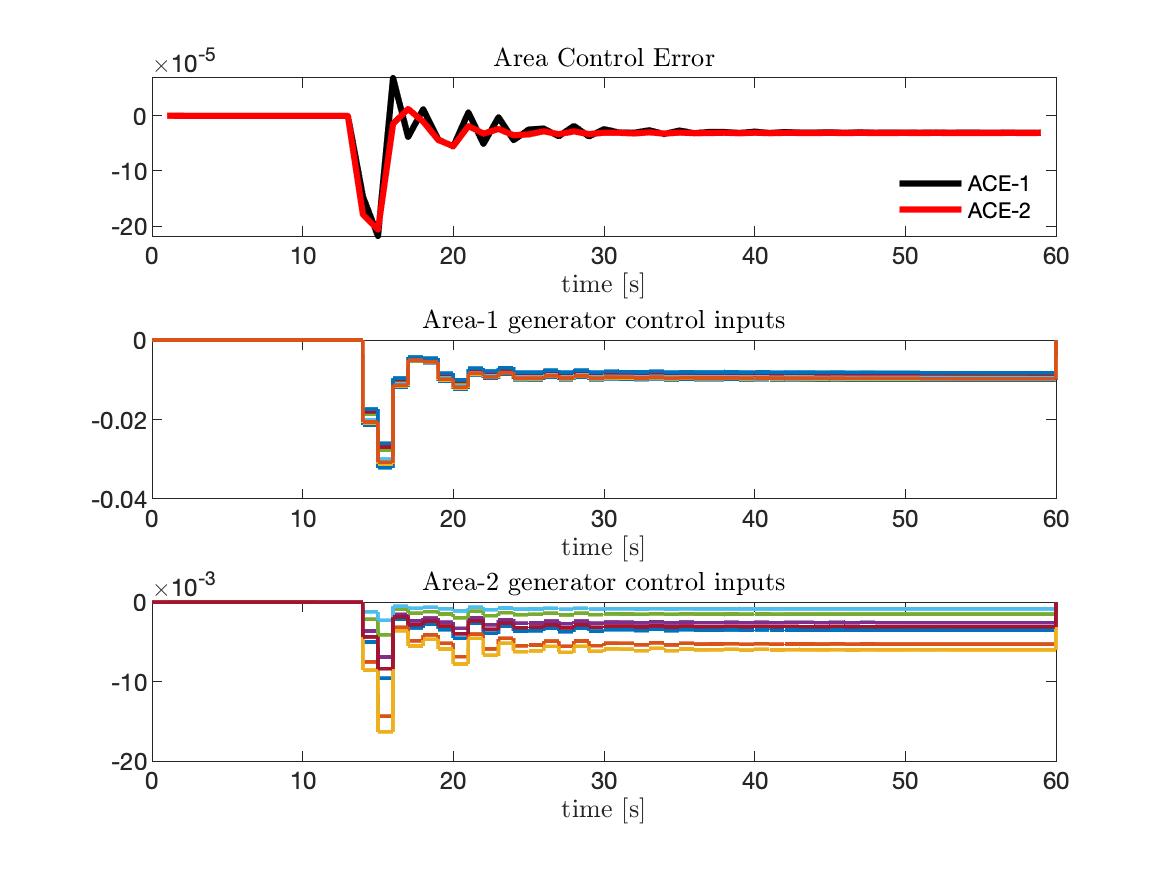 Area Control Error
×10-5
0
-10
-20
ACE-1
ACE-2
0 10 20 30 40 50 60
time [s]
Area-1 generator control inputs
0
-0.02
-0.04
0 10 20 30 40 50 60
time [s]
Area-2 generator control inputs
×10-3
0
-10
-20
0 10 20 30 40 50 60
time [s]